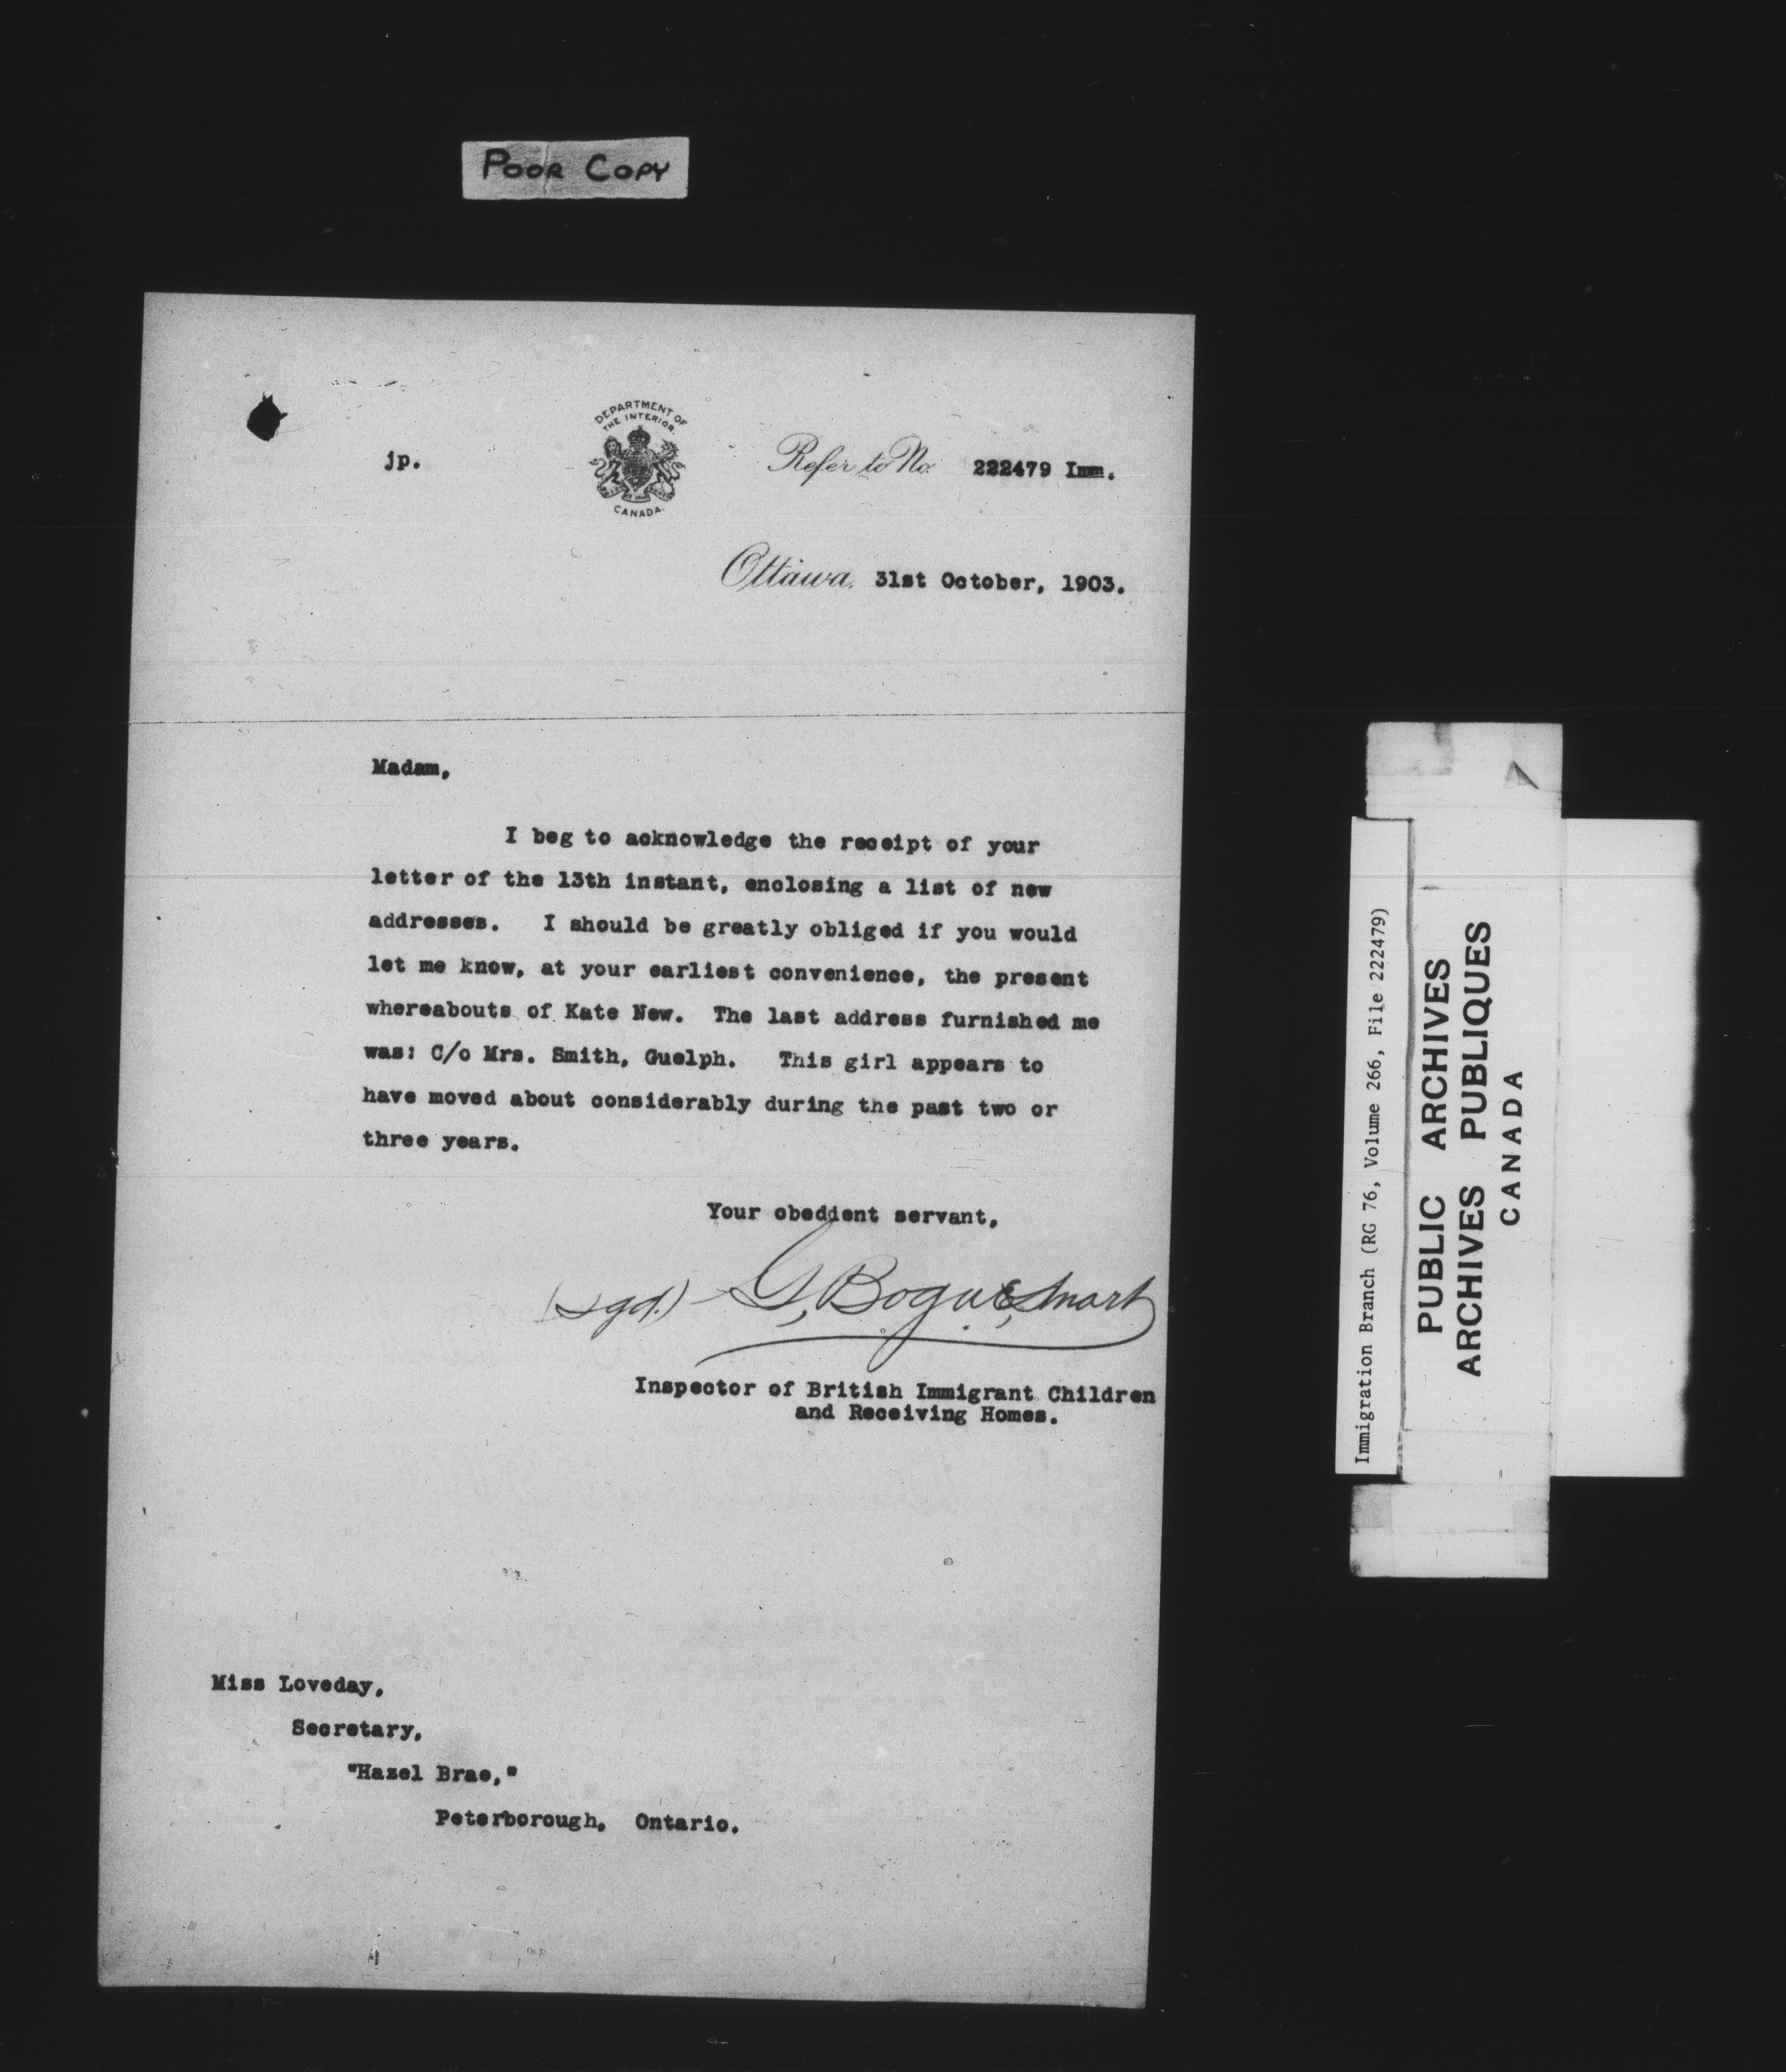 POOR COPY
DEPARTMENT OF
THE INTERIOR.
CANADA.
jp.
Refer to No. 222479 Imm.
Ottawa, 31st October, 1903.
Madam,
I beg to acknowledge the receipt of your
letter of the 13th instant, enclosing a list of new
addresses. I should be greatly obliged if you would
let me know, at your earliest convenience, the present
whereabouts of Kate New. The last address furnished me
was: C/o Mrs. Smith, Guelph. This girl appears to
have moved about considerably during the past two or
three years.
Your obeddent servant,
(sgd.) G, Bogue Smart
Inspector of British Immigrant Children
and Receiving Homes.
Miss Loveday,
Secretary,
"Hazel Brae,"
Peterborough, Ontario.
Immigration Branch (RG 76, Volume 266, File 222479)
PUBLIC ARCHIVES
ARCHIVES PUBLIQUES
CANADA